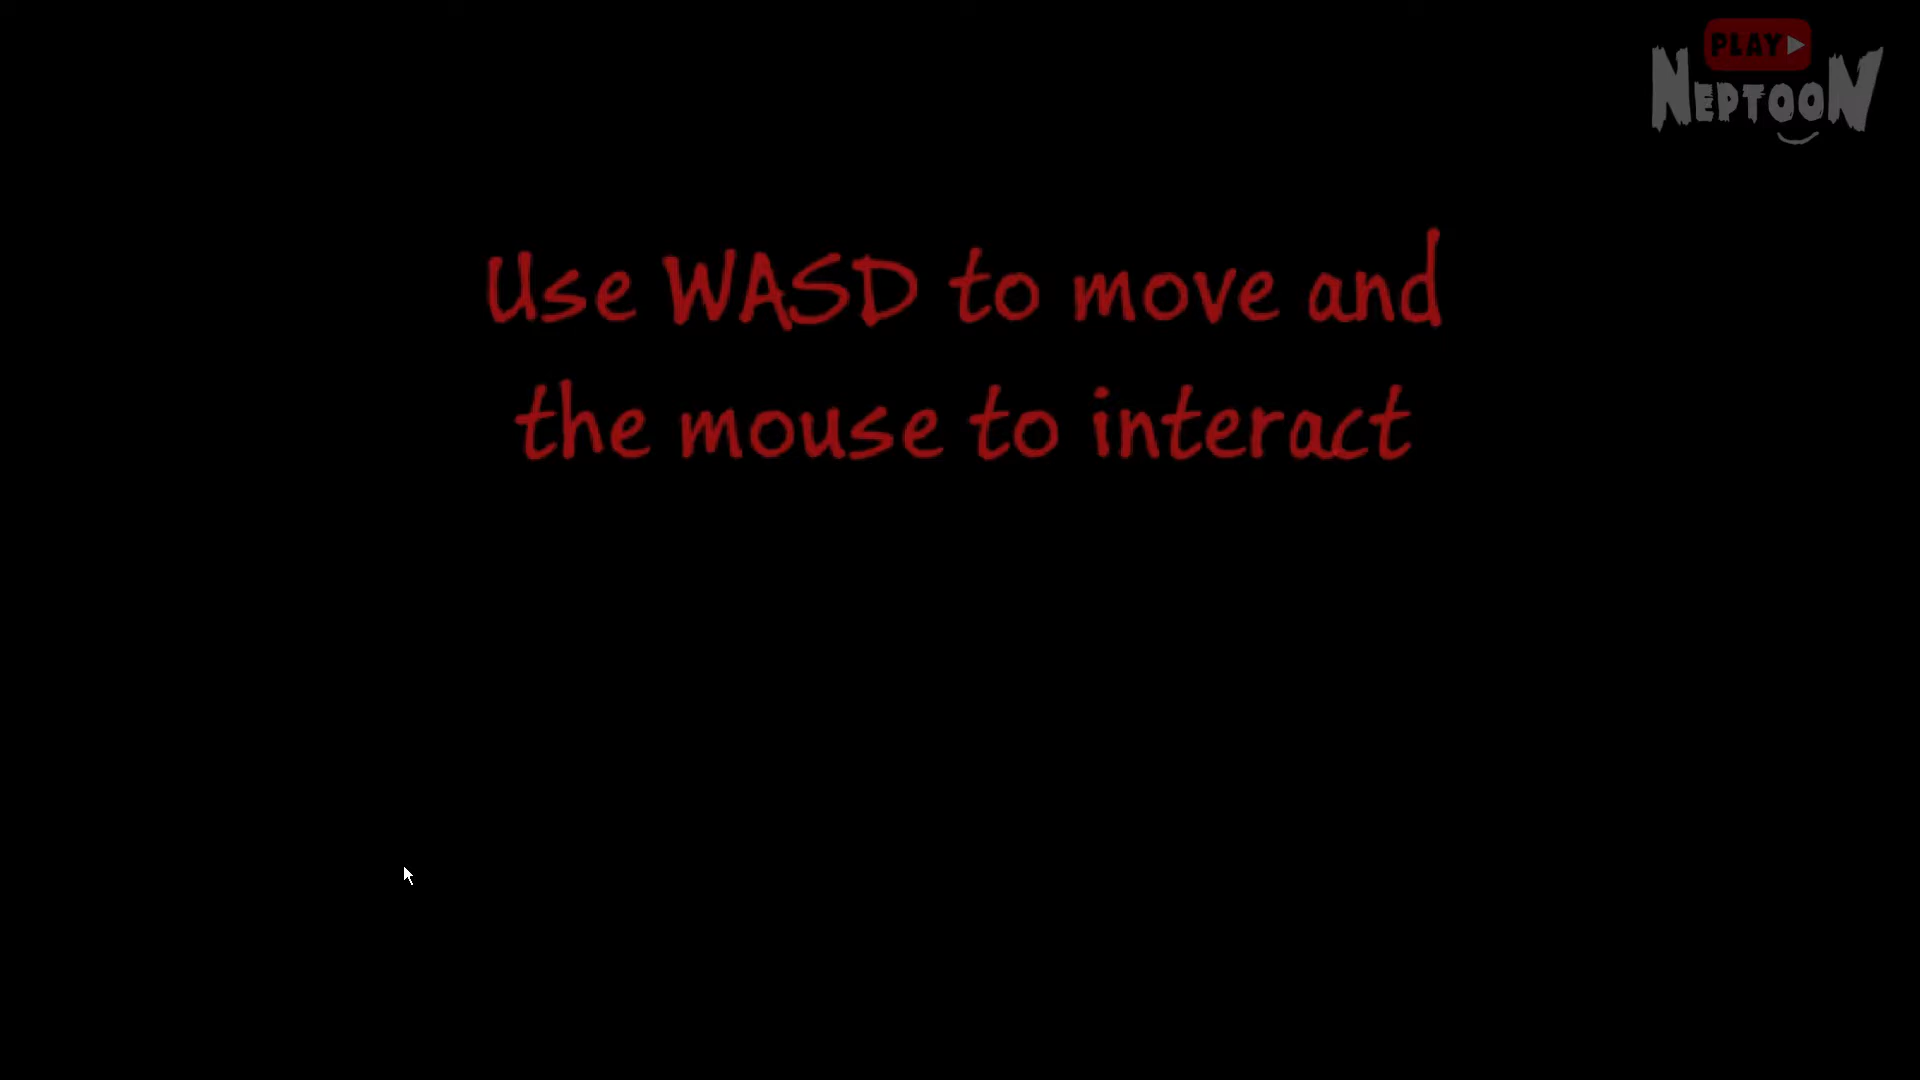 PLAY
NEPTOON
Use WASD to move and
the mouse to interact